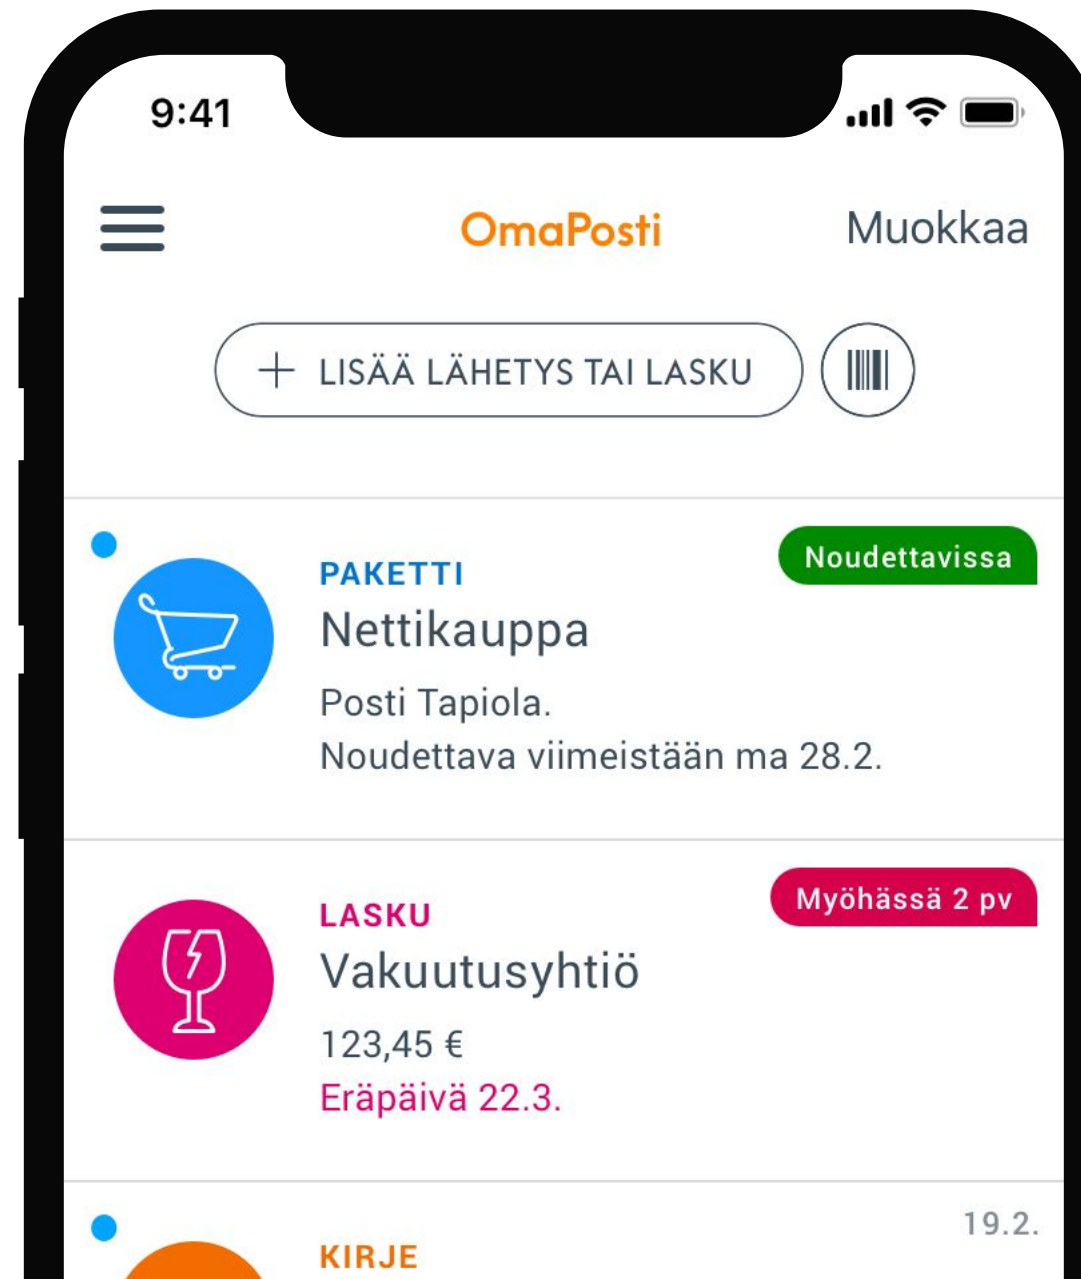 9:41
OmaPosti
Muokkaa
LISÄÄ LÄHETYS TAI LASKU
Noudettavissa
PAKETTI
Nettikauppa
Posti Tapiola.
Noudettava viimeistään ma 28.2.
Myöhässä 2 pv
LASKU
Vakuutusyhtiö
123,45 €
Eräpäivä 22.3.
19.2.
KIRJE